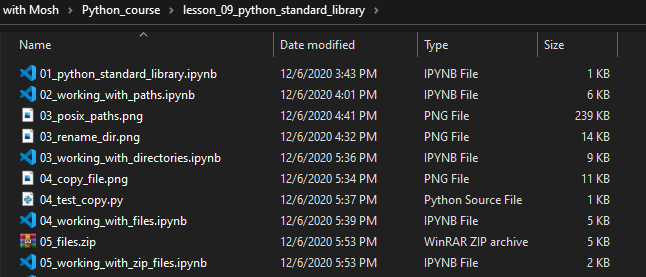 with Mosh > Python_course > lesson_09_python_standard_library >
Name Date modified Type Size
01_python_standard_library.ipynb 12/6/2020 3:43 PM IPYNB File 1 KB
02_working_with_paths.ipynb 12/6/2020 4:01 PM IPYNB File 6 KB
03_posix_paths.png 12/6/2020 4:41 PM PNG File 239 KB
03_rename_dir.png 12/6/2020 4:32 PM PNG File 14 KB
03_working_with_directories.ipynb 12/6/2020 5:36 PM IPYNB File 9 KB
04_copy_file.png 12/6/2020 5:34 PM PNG File 11 KB
04_test_copy.py 12/6/2020 5:37 PM Python Source File 1 KB
04_working_with_files.ipynb 12/6/2020 5:39 PM IPYNB File 5 KB
05_files.zip 12/6/2020 5:53 PM WinRAR ZIP archive 5 KB
05_working_with_zip_files.ipynb 12/6/2020 5:53 PM IPYNB File 2 KB